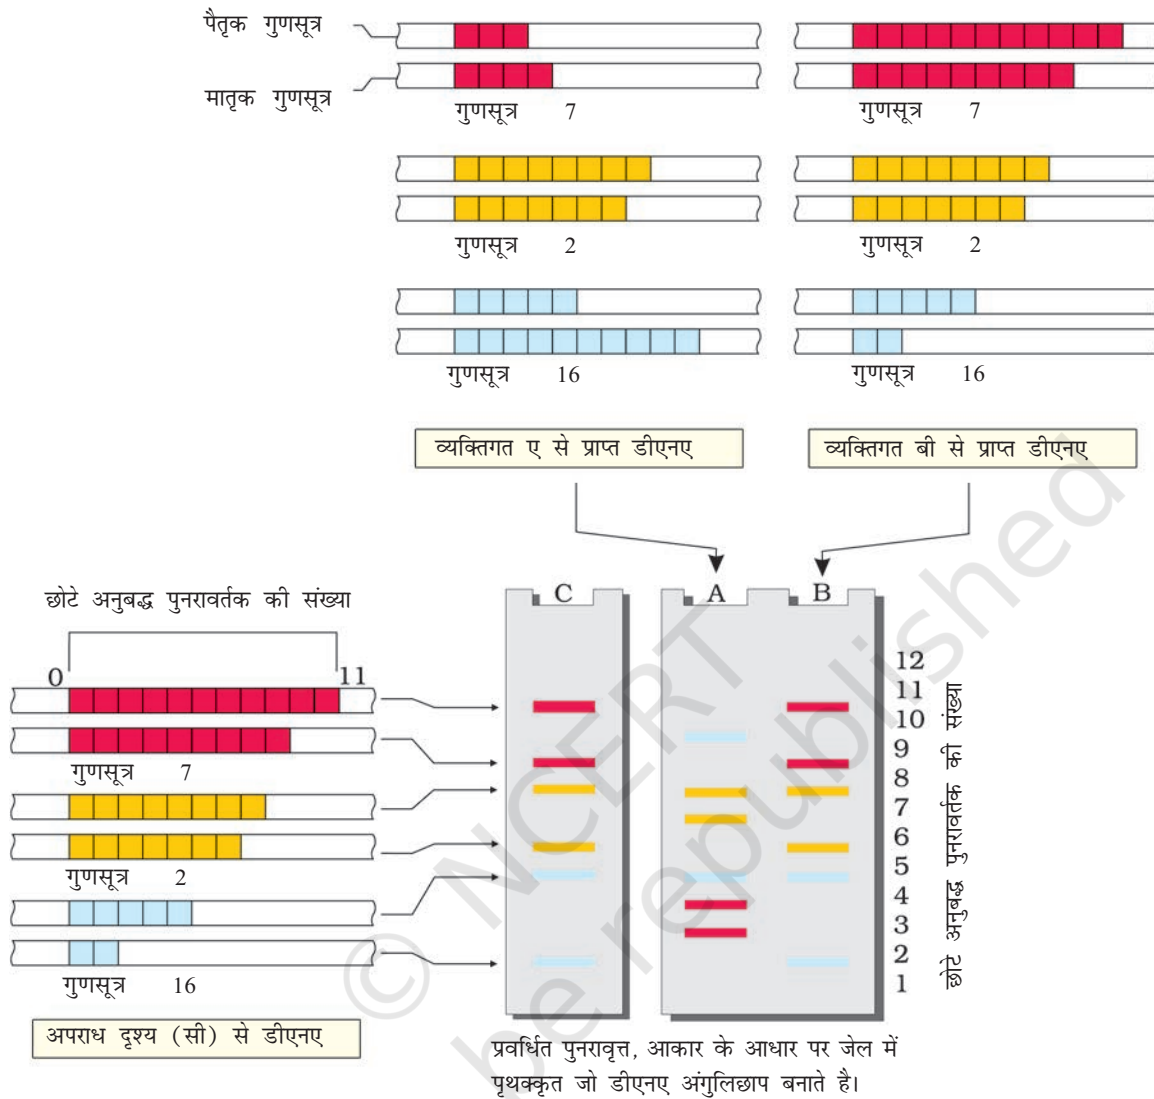 पैतृक गुणसूत्र
मातृक गुणसूत्र
गुणसूत्र 7
गुणसूत्र 7
गुणसूत्र 2
गुणसूत्र 2
गुणसूत्र 16
गुणसूत्र 16
व्यक्तिगत ए से प्राप्त डीएनए
व्यक्तिगत बी से प्राप्त डीएनए
छोटे अनुबद्ध पुनरावर्तक की संख्या
0 11
गुणसूत्र 7
गुणसूत्र 2
गुणसूत्र 16
अपराध दृश्य (सी) से डीएनए
C
A
B
12
11
10
9
8
7
6
5
4
3
2
1
छोटे अनुबद्ध पुनरावर्तक की संख्या
प्रवर्धित पुनरावृत्त, आकार के आधार पर जेल में
पृथक्कृत जो डीएनए अंगुलिछाप बनाते है।
© NCERT
be republished